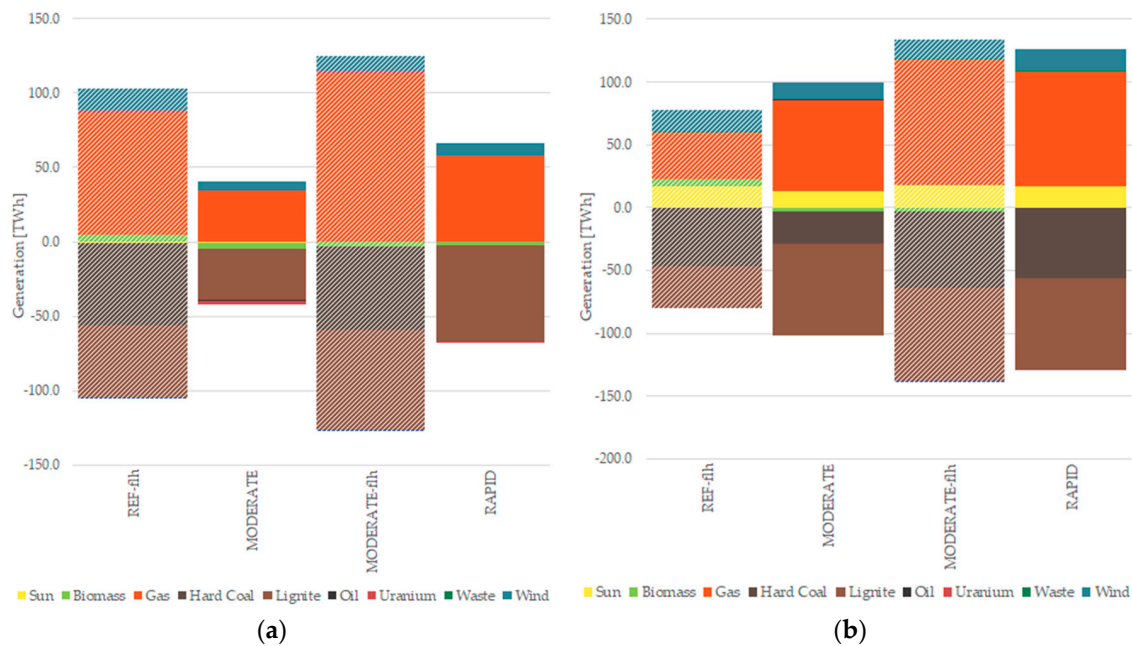 150.0
100.0
50.0
0.0
-50.0
-100.0
-150.0
Generation [TWh]
REF-flh
MODERATE
MODERATE-flh
RAPID
Sun Biomass Gas Hard Coal Lignite Oil Uranium Waste Wind
(a)
150.0
100.0
50.0
0.0
-50.0
-100.0
-150.0
-200.0
Generation [TWh]
REF-flh
MODERATE
MODERATE-flh
RAPID
Sun Biomass Gas Hard Coal Lignite Oil Uranium Waste Wind
(b)